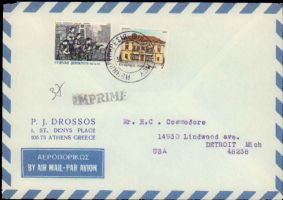 IMPRIME
P. J. DROSSOS
6, ST. DENYS PLACE
106 73 ATHENS GREECE
Mr. H.C. Commodore
14930 Lindwood ave.
DETROIT Mich
USA 48238
ΑΕΡΟΠΟΡΙΚΩΣ
BY AIR MAIL-PAR AVION